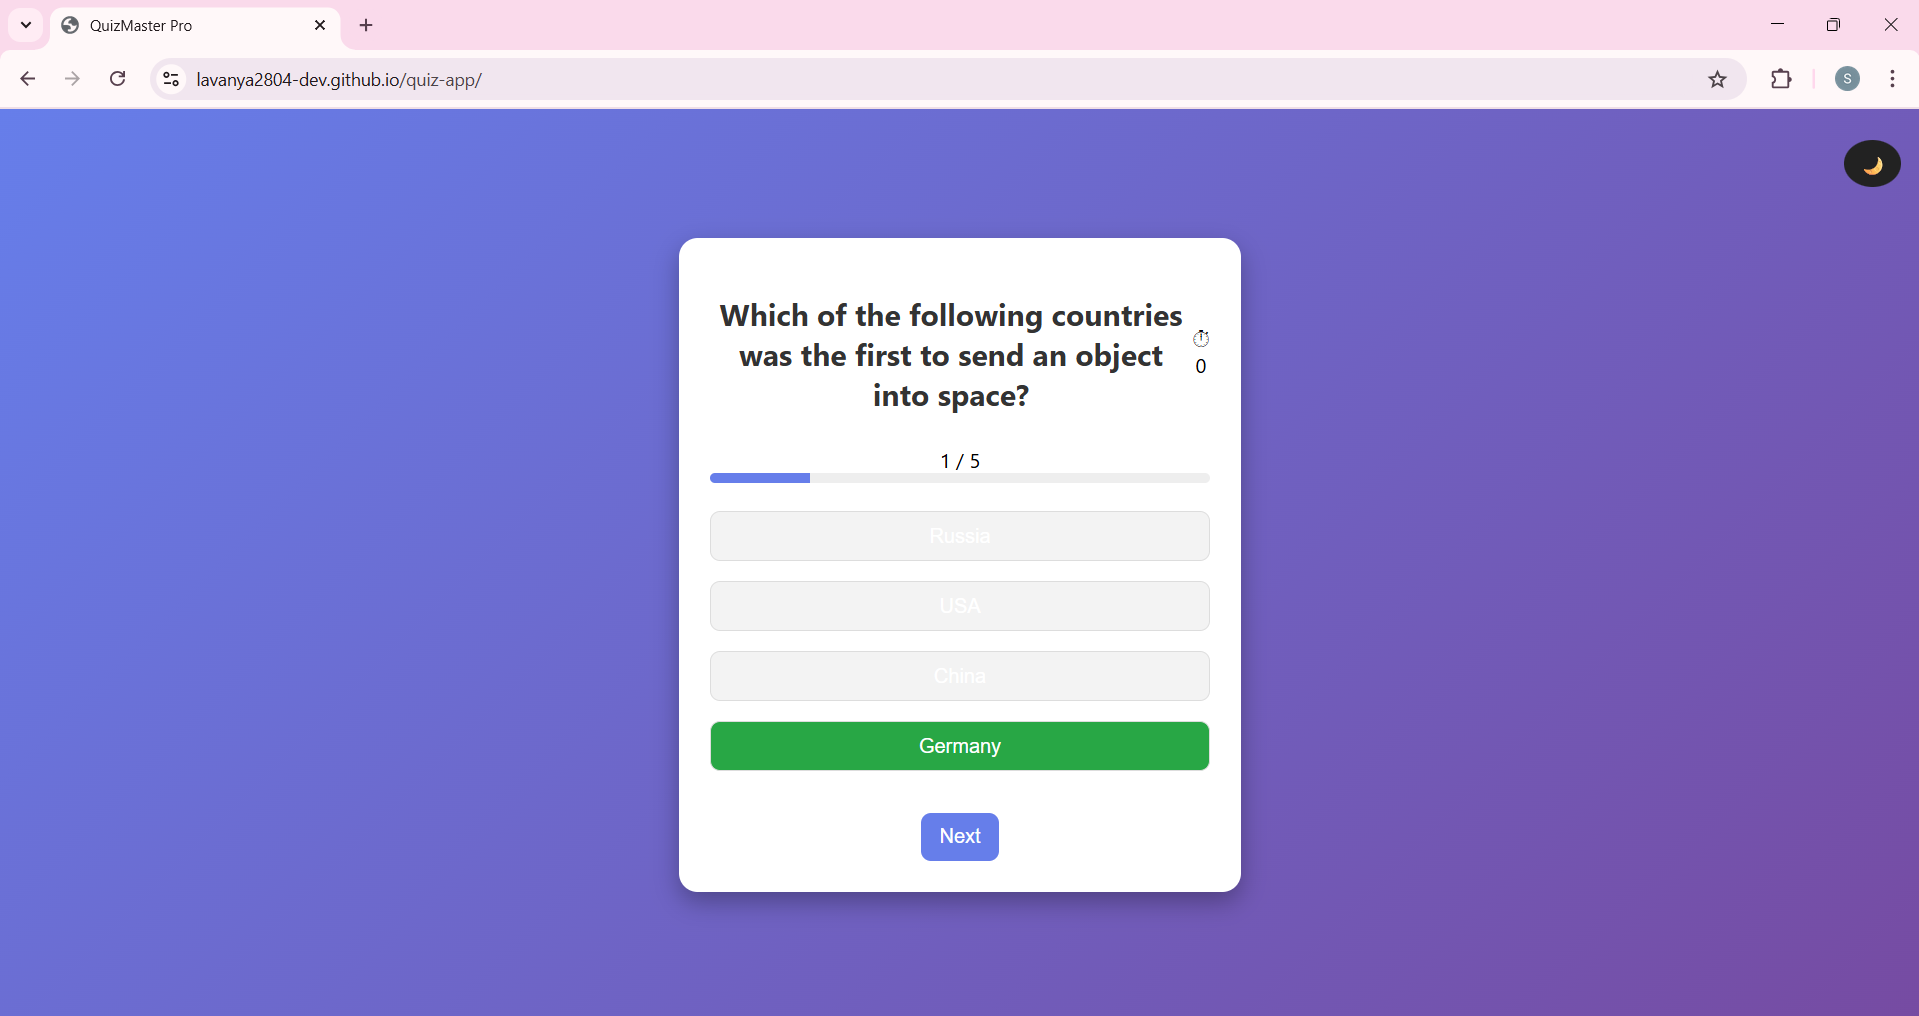 QuizMaster Pro
lavanya2804-dev.github.io/quiz-app/
S
Which of the following countries
was the first to send an object
into space?
0
1 / 5
Russia
USA
China
Germany
Next